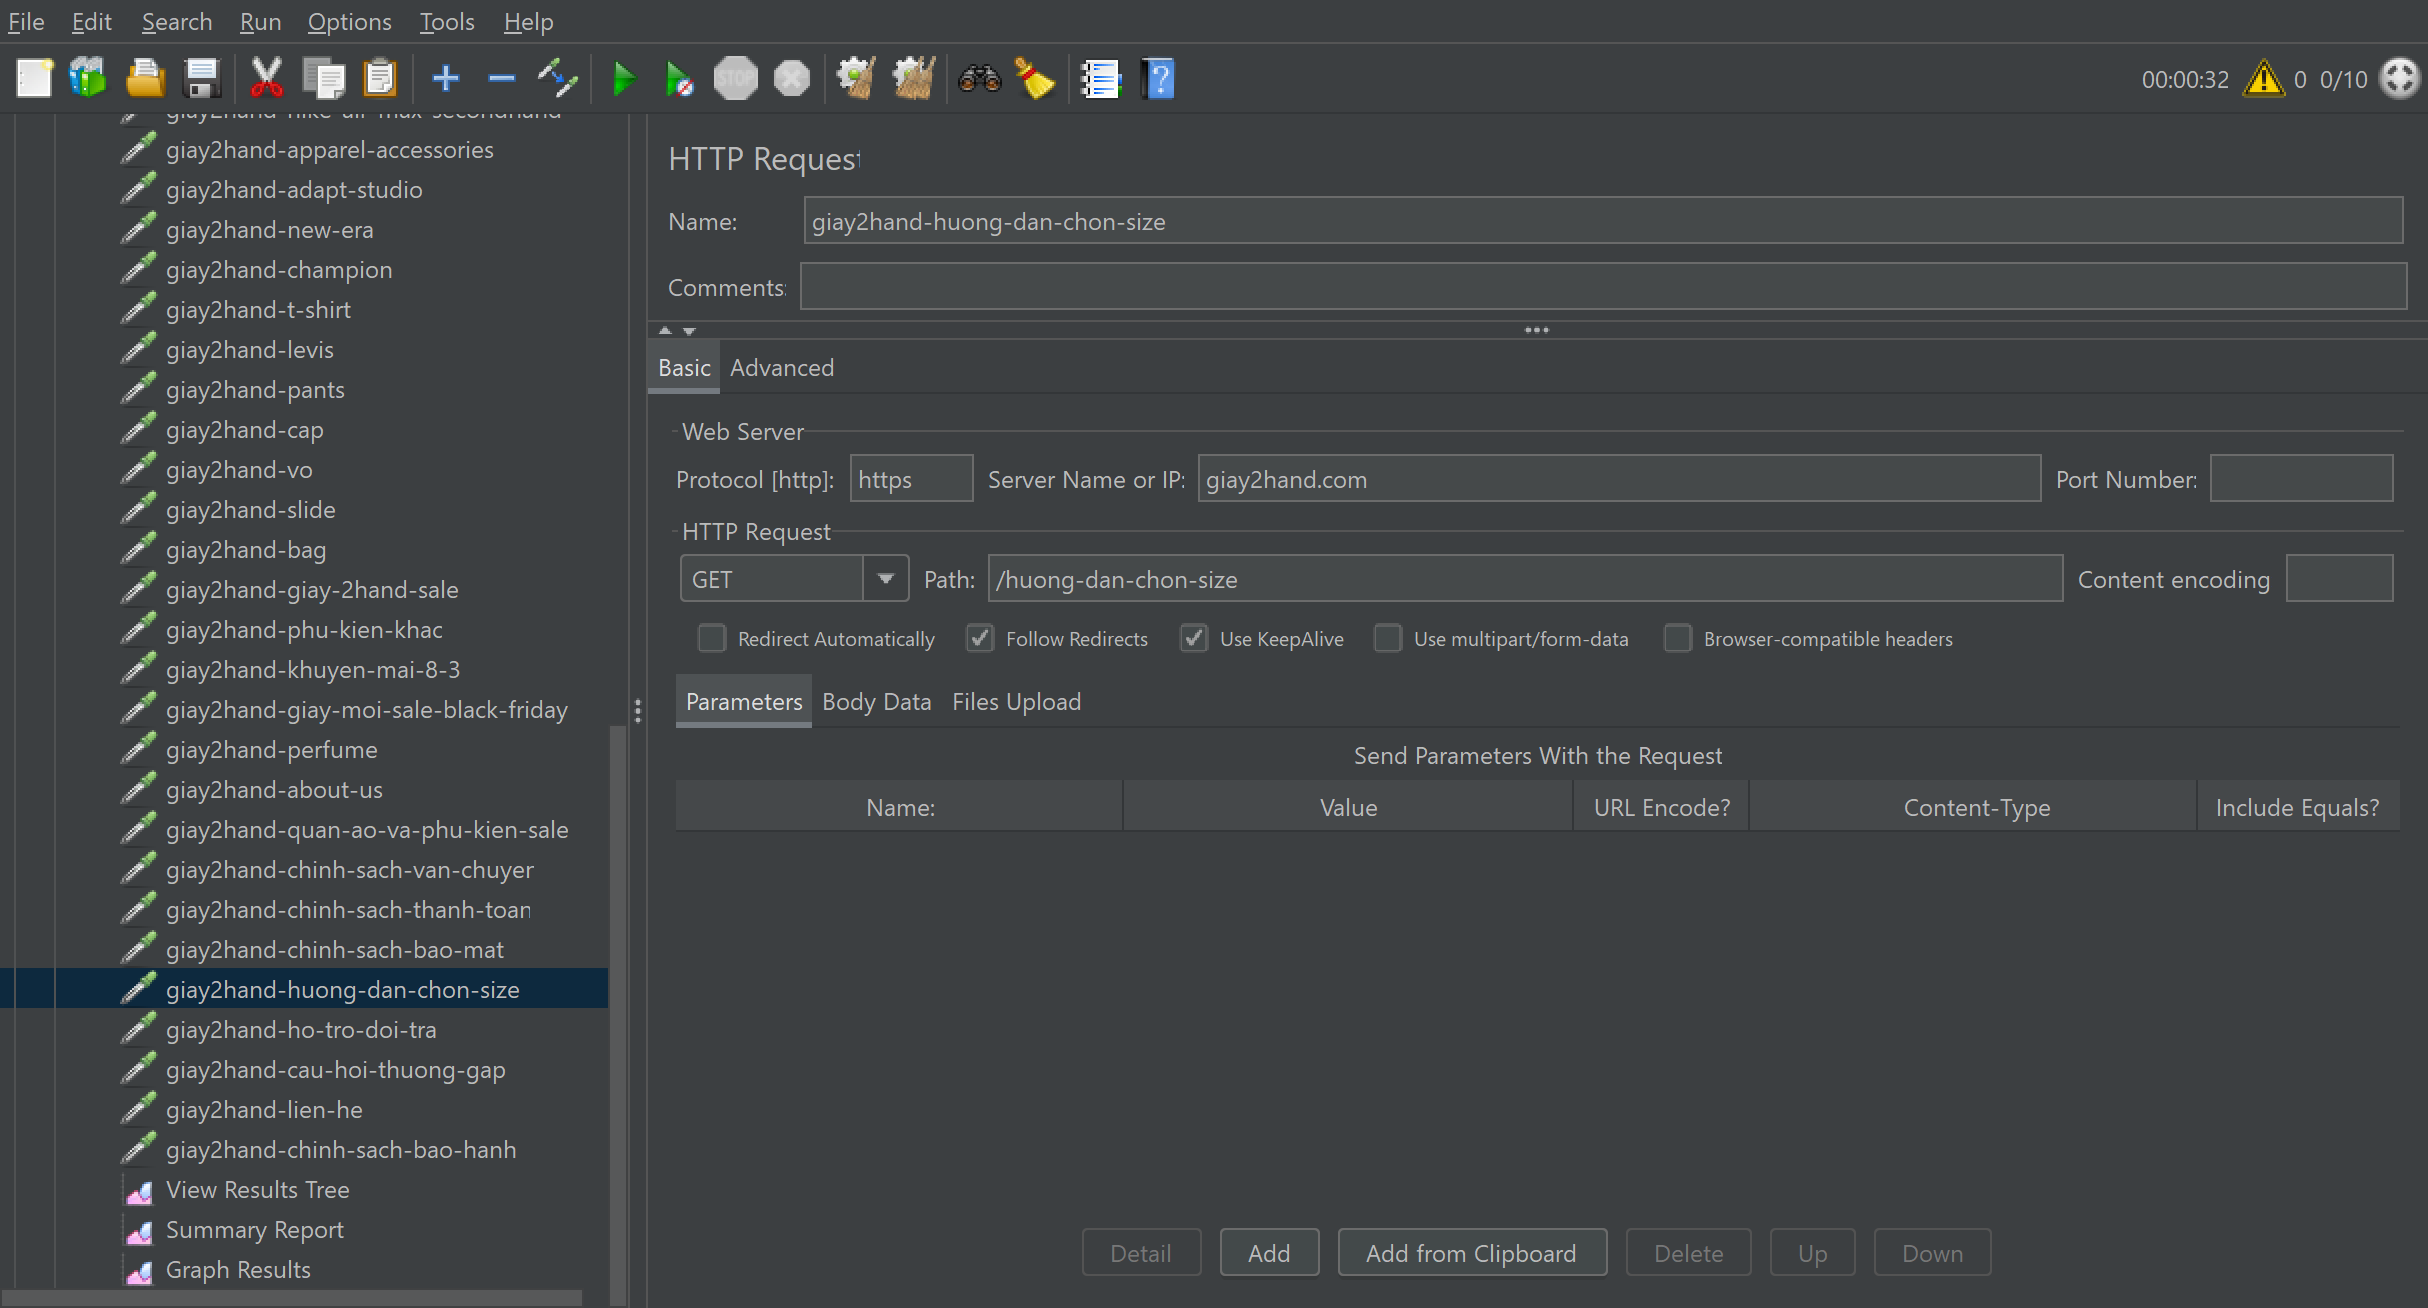 File Edit Search Run Options Tools Help
STOP
00:00:32 0 0/10
giay2hand-nike-air-max-secondhand
giay2hand-apparel-accessories
giay2hand-adapt-studio
giay2hand-new-era
giay2hand-champion
giay2hand-t-shirt
giay2hand-levis
giay2hand-pants
giay2hand-cap
giay2hand-vo
giay2hand-slide
giay2hand-bag
giay2hand-giay-2hand-sale
giay2hand-phu-kien-khac
giay2hand-khuyen-mai-8-3
giay2hand-giay-moi-sale-black-friday
giay2hand-perfume
giay2hand-about-us
giay2hand-quan-ao-va-phu-kien-sale
giay2hand-chinh-sach-van-chuyer
giay2hand-chinh-sach-thanh-toan
giay2hand-chinh-sach-bao-mat
giay2hand-huong-dan-chon-size
giay2hand-ho-tro-doi-tra
giay2hand-cau-hoi-thuong-gap
giay2hand-lien-he
giay2hand-chinh-sach-bao-hanh
View Results Tree
Summary Report
Graph Results
HTTP Request
Name: giay2hand-huong-dan-chon-size
Comments:
Basic Advanced
Web Server
Protocol [http]: https Server Name or IP: giay2hand.com Port Number:
HTTP Request
GET Path: /huong-dan-chon-size Content encoding
Redirect Automatically Follow Redirects Use KeepAlive Use multipart/form-data Browser-compatible headers
Parameters Body Data Files Upload
Send Parameters With the Request
Name: Value URL Encode? Content-Type Include Equals?
Detail Add Add from Clipboard Delete Up Down